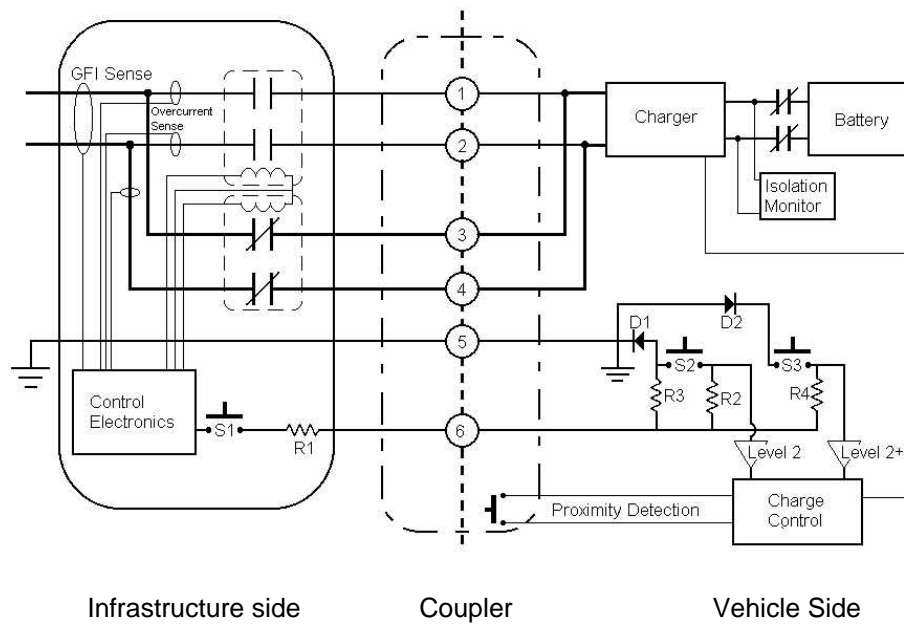 GFI Sense
Overcurrent
Sense
1
2
3
4
5
6
Charger
Battery
Isolation
Monitor
D1
D2
S2
S3
R3
R2
R4
Control
Electronics
S1
R1
Level 2
Level 2+
Proximity Detection
Charge
Control
Infrastructure side
Coupler
Vehicle Side